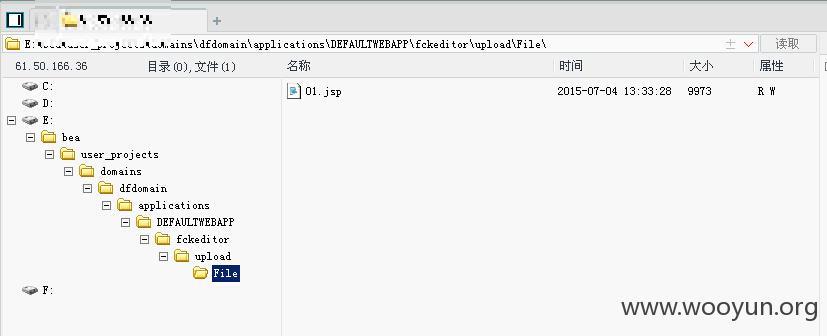 +
E:\bea\user_projects\domains\dfdomain\applications\DEFAULTWEBAPP\fckeditor\upload\File\
读取
61.50.166.36 目录(0),文件(1) 名称 时间 大小 属性
C:
D:
E:
bea
user_projects
domains
dfdomain
applications
DEFAULTWEBAPP
fckeditor
upload
File
F:
01.jsp 2015-07-04 13:33:28 9973 R W
www.wooyun.org